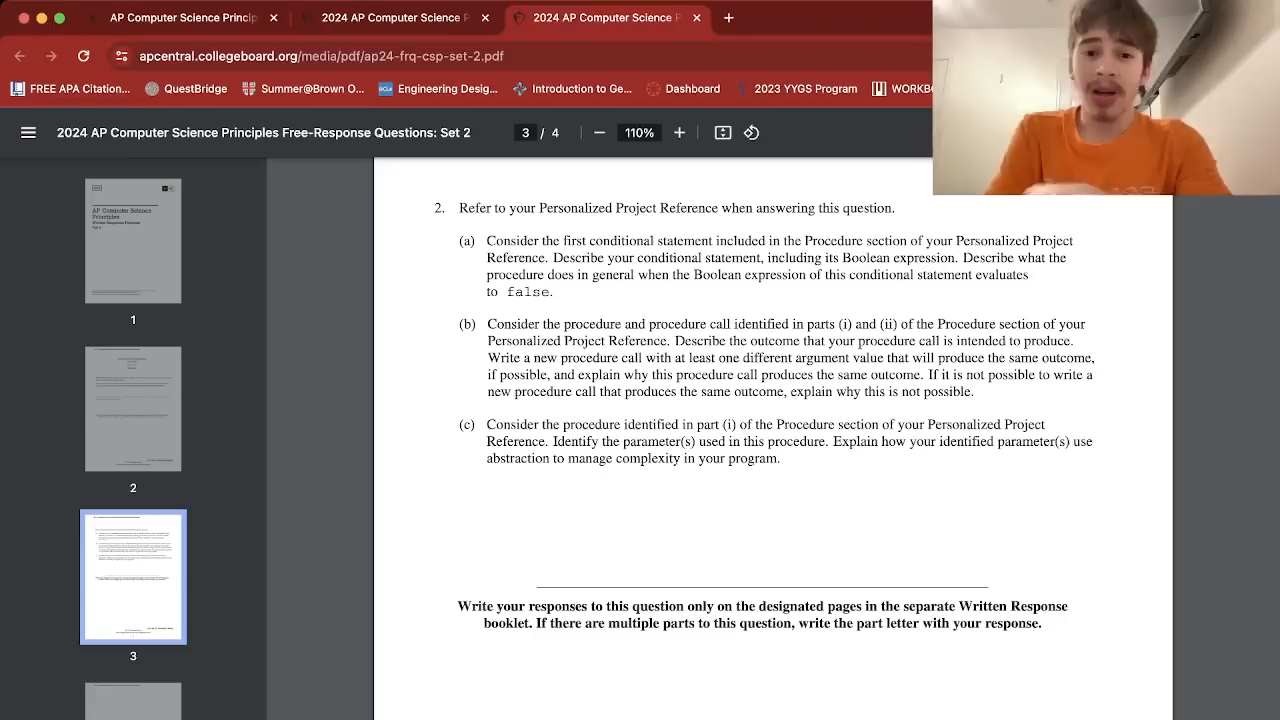 AP Computer Science Princip
2024 AP Computer Science P
2024 AP Computer Science P
apcentral.collegeboard.org/media/pdf/ap24-frq-csp-set-2.pdf
FREE APA Citation...
QuestBridge
Summer@Brown O...
Engineering Desig...
Introduction to Ge...
Dashboard
2023 YYGS Program
WORKBO
2024 AP Computer Science Principles Free-Response Questions: Set 2
3 / 4
110%
AP Computer Science
Principles
1
2
3
2. Refer to your Personalized Project Reference when answering this question.
(a) Consider the first conditional statement included in the Procedure section of your Personalized Project
Reference. Describe your conditional statement, including its Boolean expression. Describe what the
procedure does in general when the Boolean expression of this conditional statement evaluates
to false.
(b) Consider the procedure and procedure call identified in parts (i) and (ii) of the Procedure section of your
Personalized Project Reference. Describe the outcome that your procedure call is intended to produce.
Write a new procedure call with at least one different argument value that will produce the same outcome,
if possible, and explain why this procedure call produces the same outcome. If it is not possible to write a
new procedure call that produces the same outcome, explain why this is not possible.
(c) Consider the procedure identified in part (i) of the Procedure section of your Personalized Project
Reference. Identify the parameter(s) used in this procedure. Explain how your identified parameter(s) use
abstraction to manage complexity in your program.
Write your responses to this question only on the designated pages in the separate Written Response
booklet. If there are multiple parts to this question, write the part letter with your response.